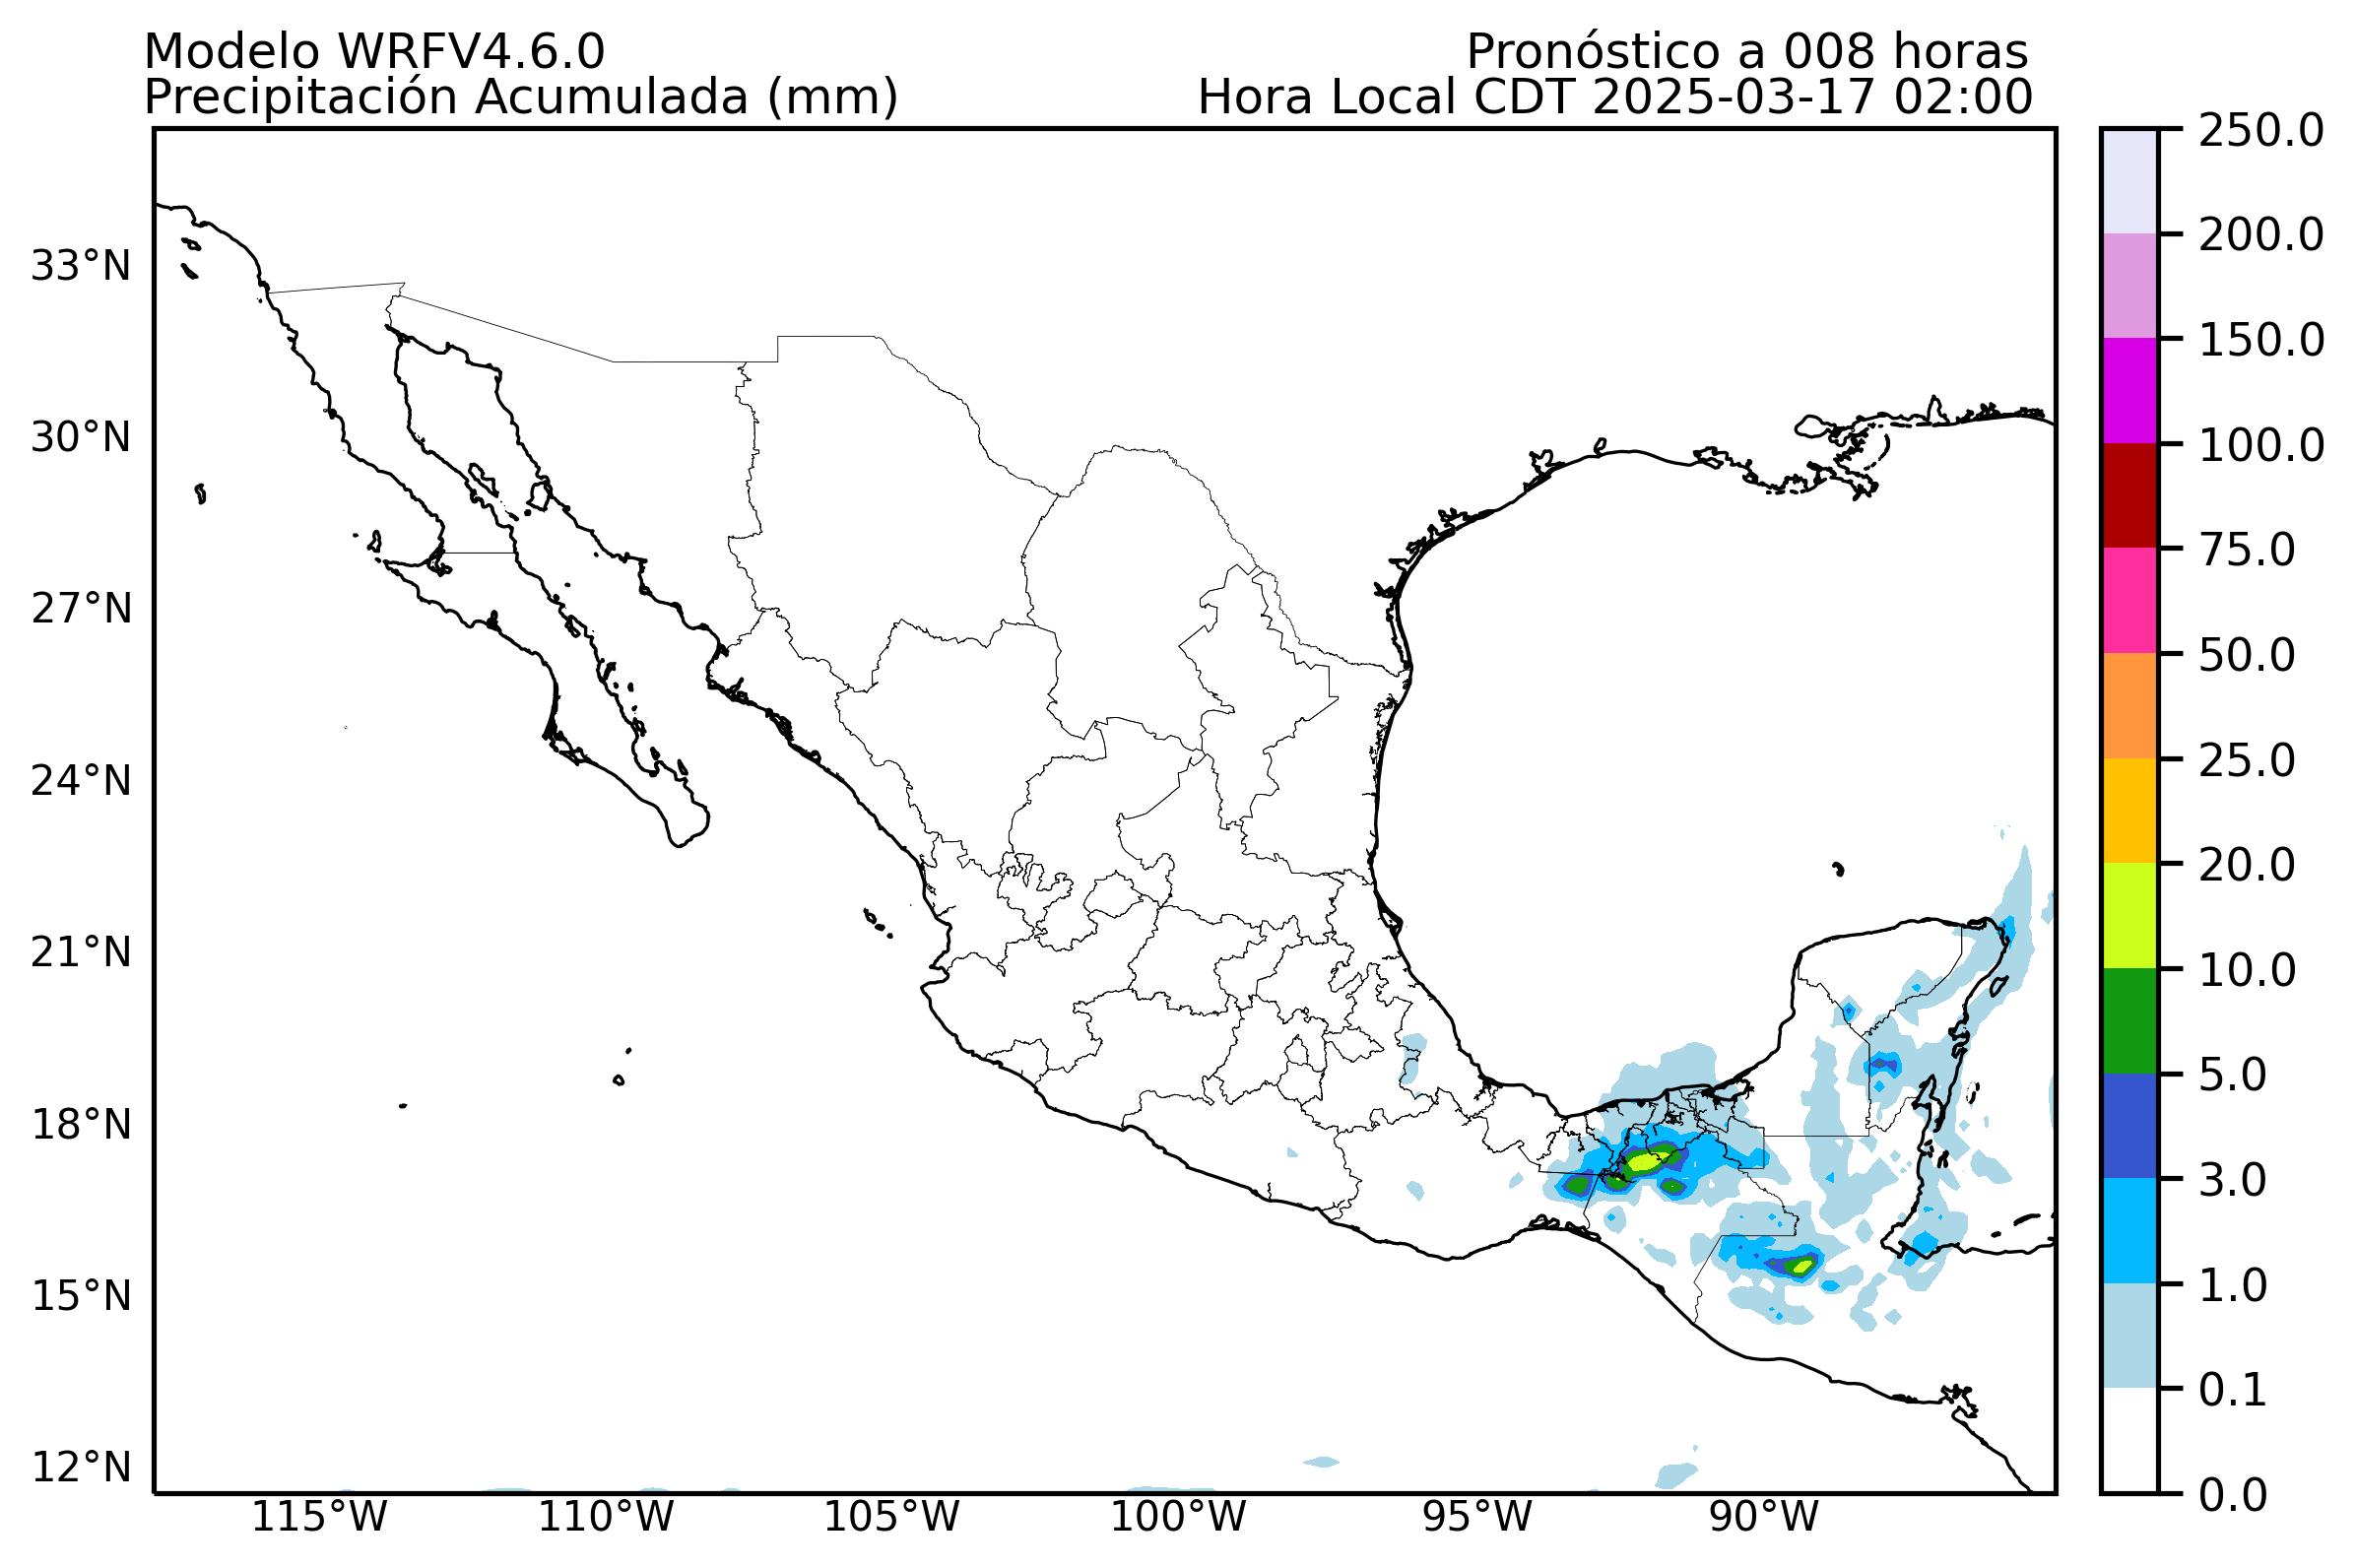 Modelo WRFV4.6.0
Pronóstico a 008 horas
Precipitación Acumulada (mm)
Hora Local CDT 2025-03-17 02:00
250.0
200.0
150.0
100.0
75.0
50.0
25.0
20.0
10.0
5.0
3.0
1.0
0.1
0.0
33°N
30°N
27°N
24°N
21°N
18°N
15°N
12°N
115°W
110°W
105°W
100°W
95°W
90°W